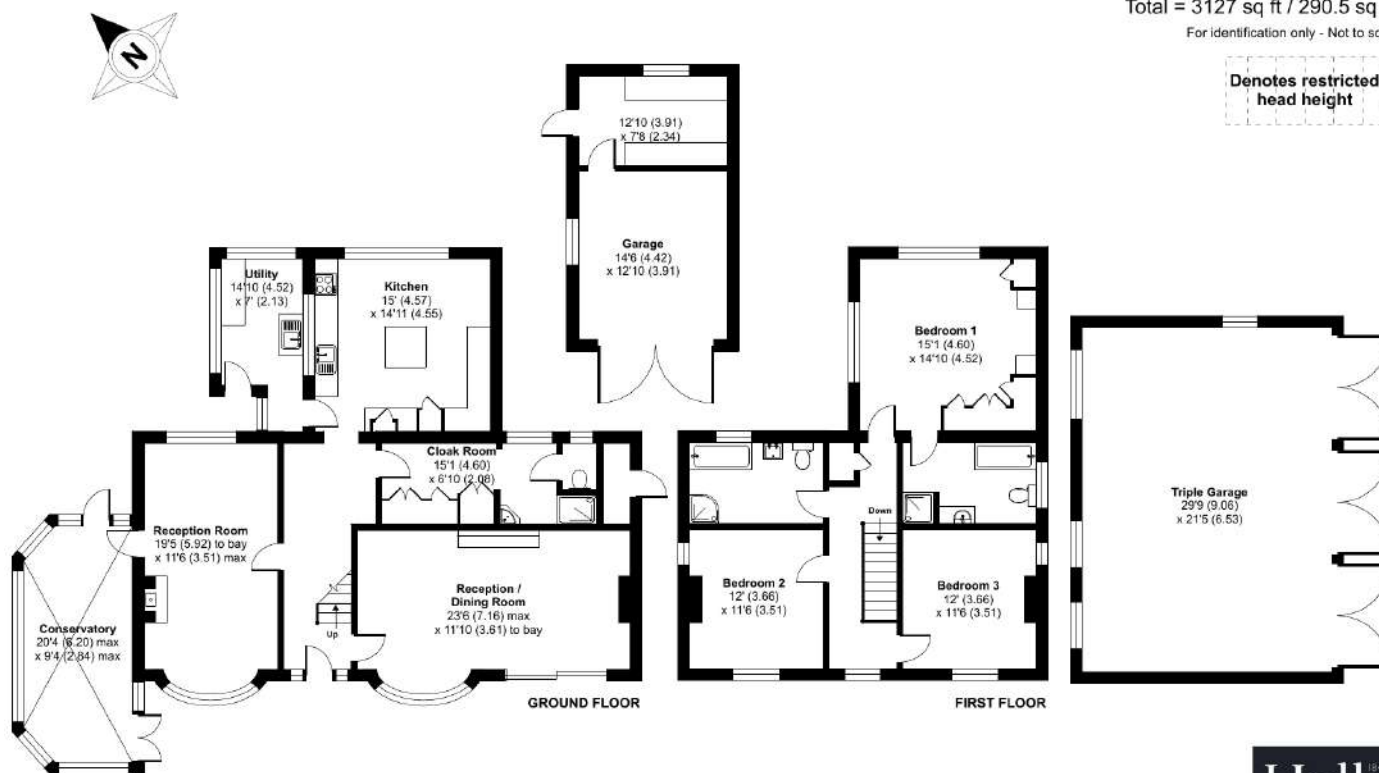 Total = 3127 sq ft / 290.5 sq
For identification only - Not to sc
Denotes restricted
head height
N
12'10 (3.91)
x 7'8 (2.34)
Garage
14'6 (4.42)
x 12'10 (3.91)
Utility
14'10 (4.52)
x 7' (2.13)
Kitchen
15' (4.57)
x 14'11 (4.55)
Bedroom 1
15'1 (4.60)
x 14'10 (4.52)
Cloak Room
15'1 (4.60)
x 6'10 (2.08)
Reception Room
19'5 (5.92) to bay
x 11'6 (3.51) max
Triple Garage
29'9 (9.06)
x 21'5 (6.53)
Down
Reception /
Dining Room
23'6 (7.16) max
x 11'10 (3.61) to bay
Bedroom 2
12' (3.66)
x 11'6 (3.51)
Bedroom 3
12' (3.66)
x 11'6 (3.51)
Conservatory
20'4 (6.20) max
x 9'4 (2.84) max
Up
GROUND FLOOR
FIRST FLOOR